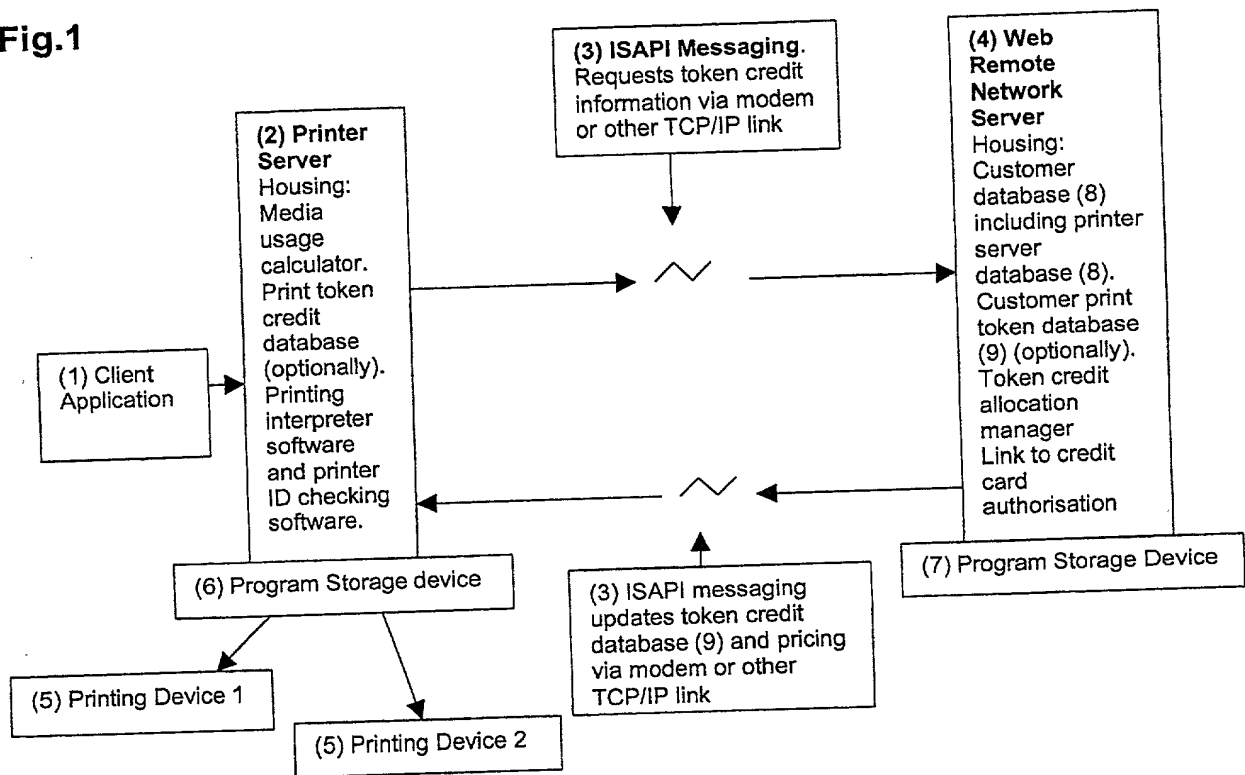 Fig.1
(3) ISAPI Messaging.
Requests token credit
information via modem
or other TCP/IP link
(4) Web
Remote
Network
Server
Housing:
Customer
database (8)
including printer
server
database (8).
Customer print
token database
(9) (optionally).
Token credit
allocation
manager
Link to credit
card
authorisation
(2) Printer
Server
Housing:
Media
usage
calculator.
Print token
credit
database
(optionally).
Printing
interpreter
software
and printer
ID checking
software.
(1) Client
Application
(6) Program Storage device
(7) Program Storage Device
(3) ISAPI messaging
updates token credit
database (9) and pricing
via modem or other
TCP/IP link
(5) Printing Device 1
(5) Printing Device 2